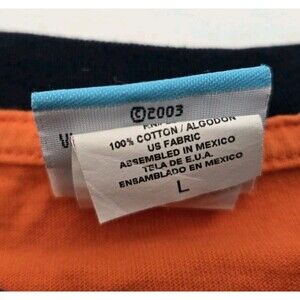 ©2003
100% COTTON / ALGODON
US FABRIC
ASSEMBLED IN MEXICO
TELA DE E.U.A.
ENSAMBLADO EN MEXICO
L